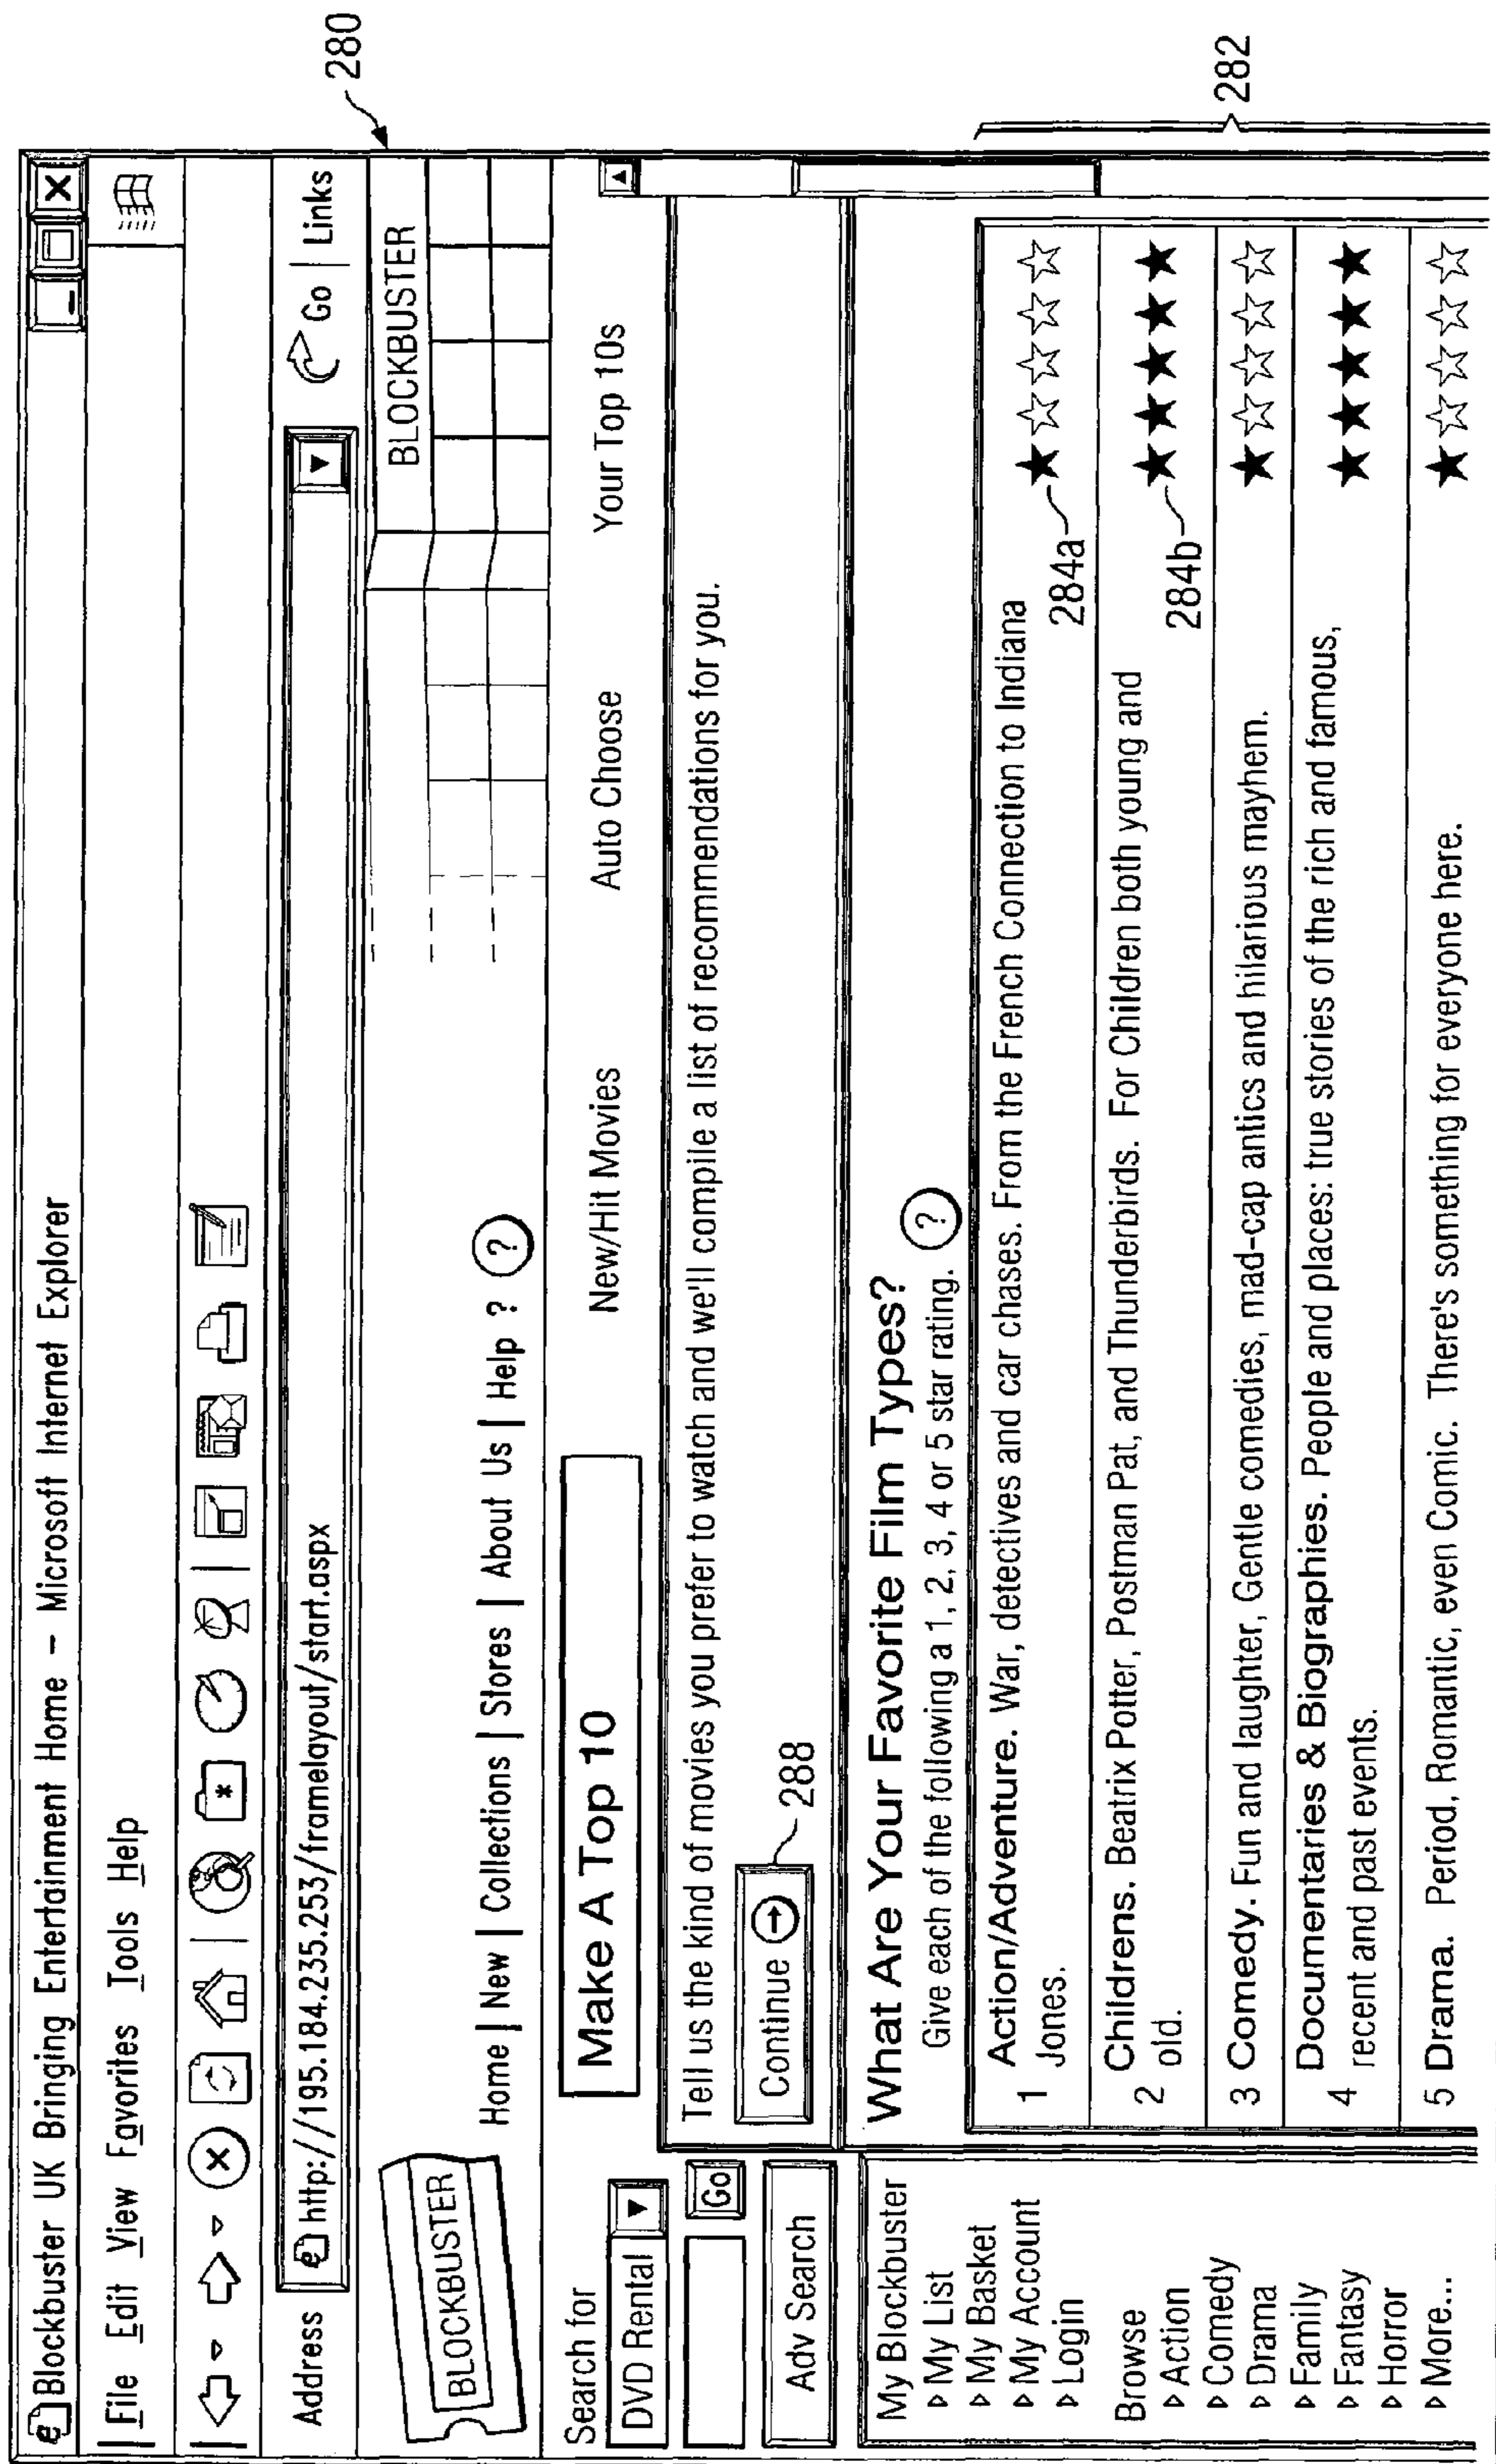 Blockbuster UK Bringing Entertainment Home – Microsoft Internet Explorer
File Edit View Favorites Tools Help
Address http://195.184.235.253/framelayout/start.aspx Go Links
280
BLOCKBUSTER
BLOCKBUSTER
Home | New | Collections | Stores | About Us | Help ? ?
Search for
DVD Rental
Go
Adv Search
Make A Top 10 New/Hit Movies Auto Choose Your Top 10s
Tell us the kind of movies you prefer to watch and we'll compile a list of recommendations for you.
Continue
288
My Blockbuster
My List
My Basket
My Account
Login
Browse
Action
Comedy
Drama
Family
Fantasy
Horror
More...
What Are Your Favorite Film Types?
Give each of the following a 1, 2, 3, 4 or 5 star rating. ?
282
1 Action/Adventure. War, detectives and car chases. From the French Connection to Indiana
Jones.
284a
2 Childrens. Beatrix Potter, Postman Pat, and Thunderbirds. For Children both young and
old.
284b
3 Comedy. Fun and laughter, Gentle comedies, mad-cap antics and hilarious mayhem.
4 Documentaries & Biographies. People and places: true stories of the rich and famous,
recent and past events.
5 Drama. Period, Romantic, even Comic. There's something for everyone here.